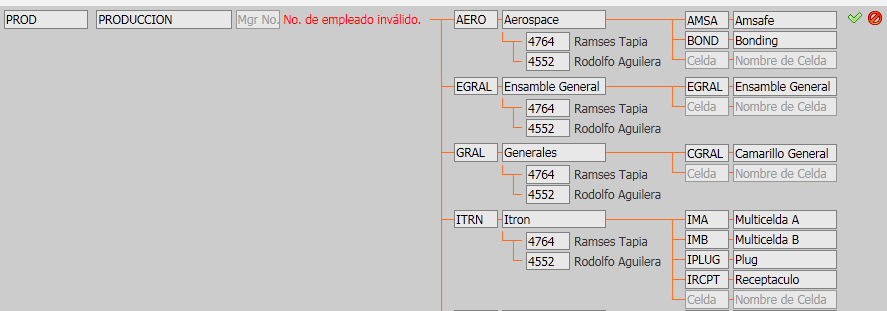 PROD PRODUCCION Mgr No. No. de empleado inválido. AERO Aerospace AMSA Amsafe
4764 Ramses Tapia BOND Bonding
4552 Rodolfo Aguilera Celda Nombre de Celda
EGRAL Ensamble General EGRAL Ensamble General
4764 Ramses Tapia Celda Nombre de Celda
4552 Rodolfo Aguilera
GRAL Generales CGRAL Camarillo General
4764 Ramses Tapia Celda Nombre de Celda
4552 Rodolfo Aguilera
ITRN Itron IMA Multicelda A
4764 Ramses Tapia IMB Multicelda B
4552 Rodolfo Aguilera IPLUG Plug
IRCPT Receptaculo
Celda Nombre de Celda